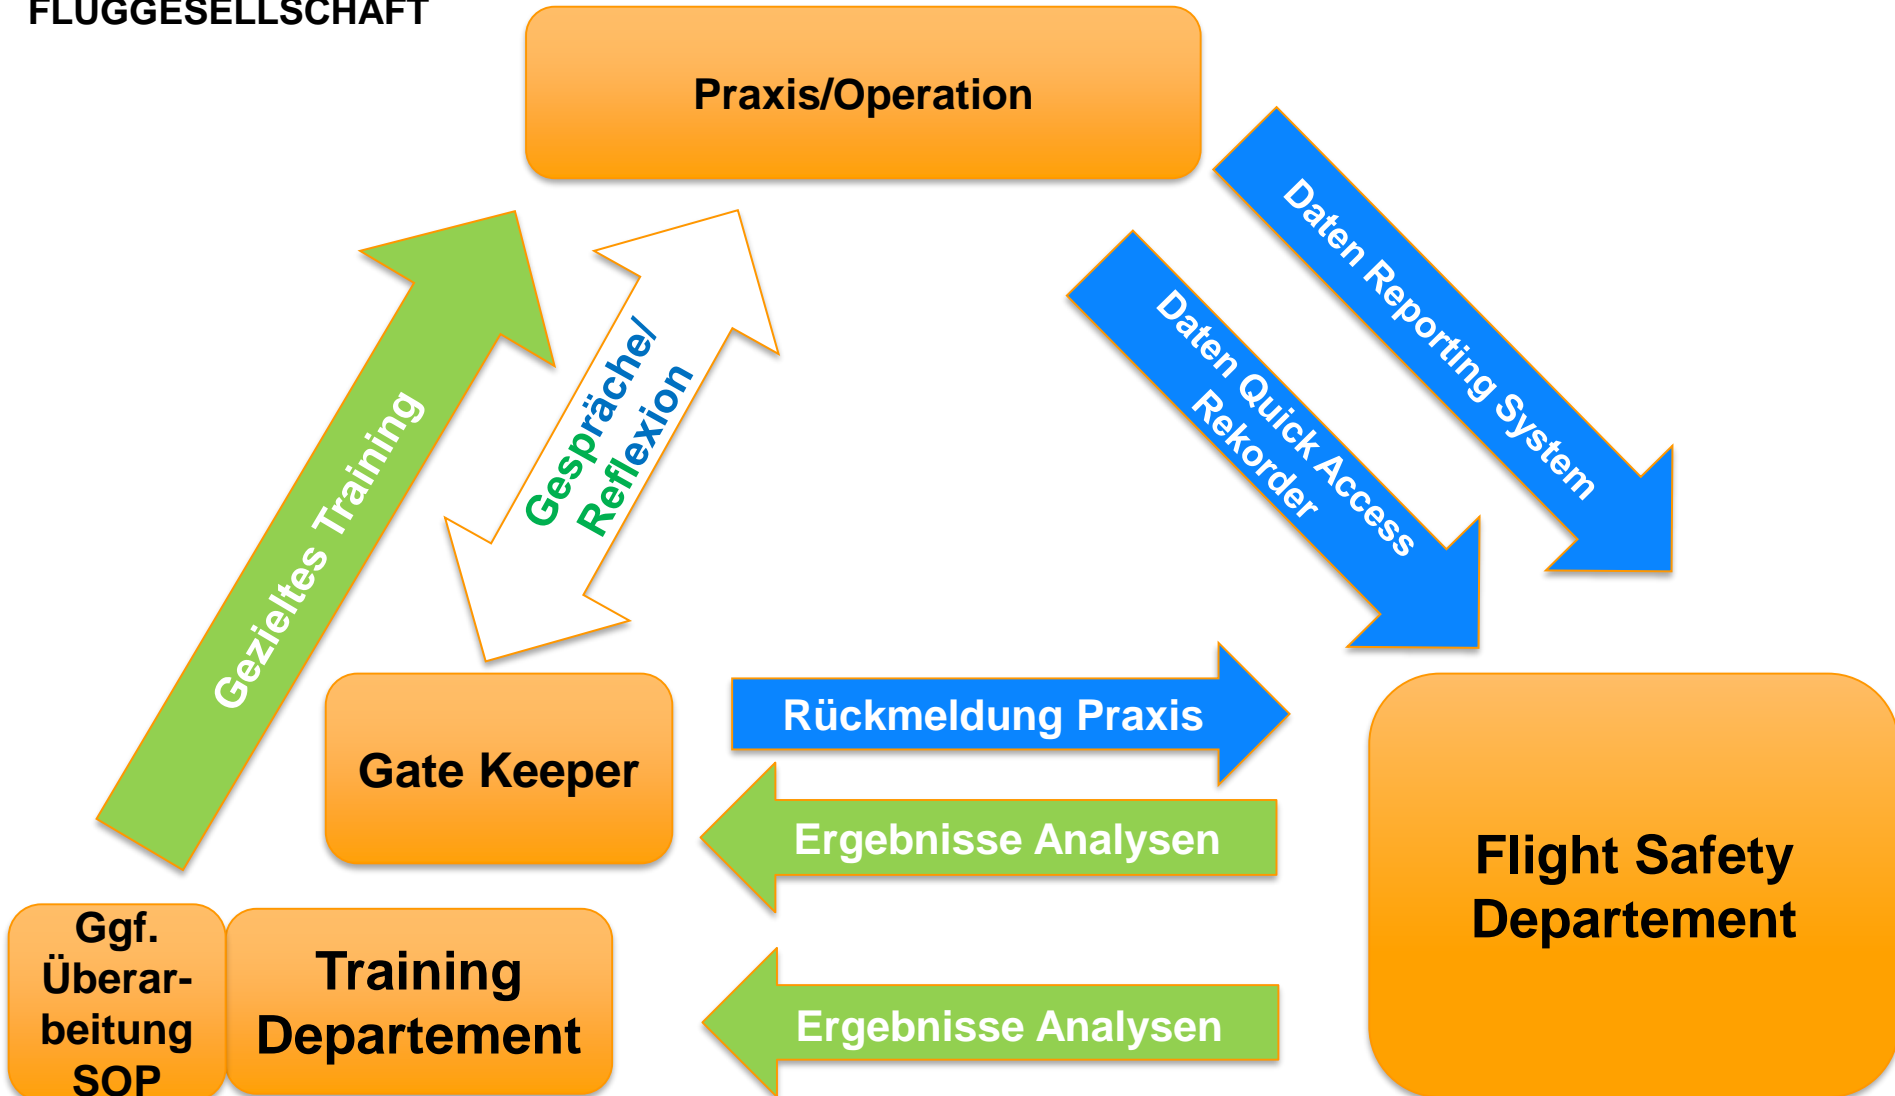 FLUGGESELLSCHAFT
Praxis/Operation
Daten Reporting System
Daten Quick Access
Rekorder
Gespräche/
Reflexion
Gezieltes Training
Rückmeldung Praxis
Gate Keeper
Ergebnisse Analysen
Flight Safety
Departement
Ggf.
Überar-
beitung
SOP
Training
Departement
Ergebnisse Analysen